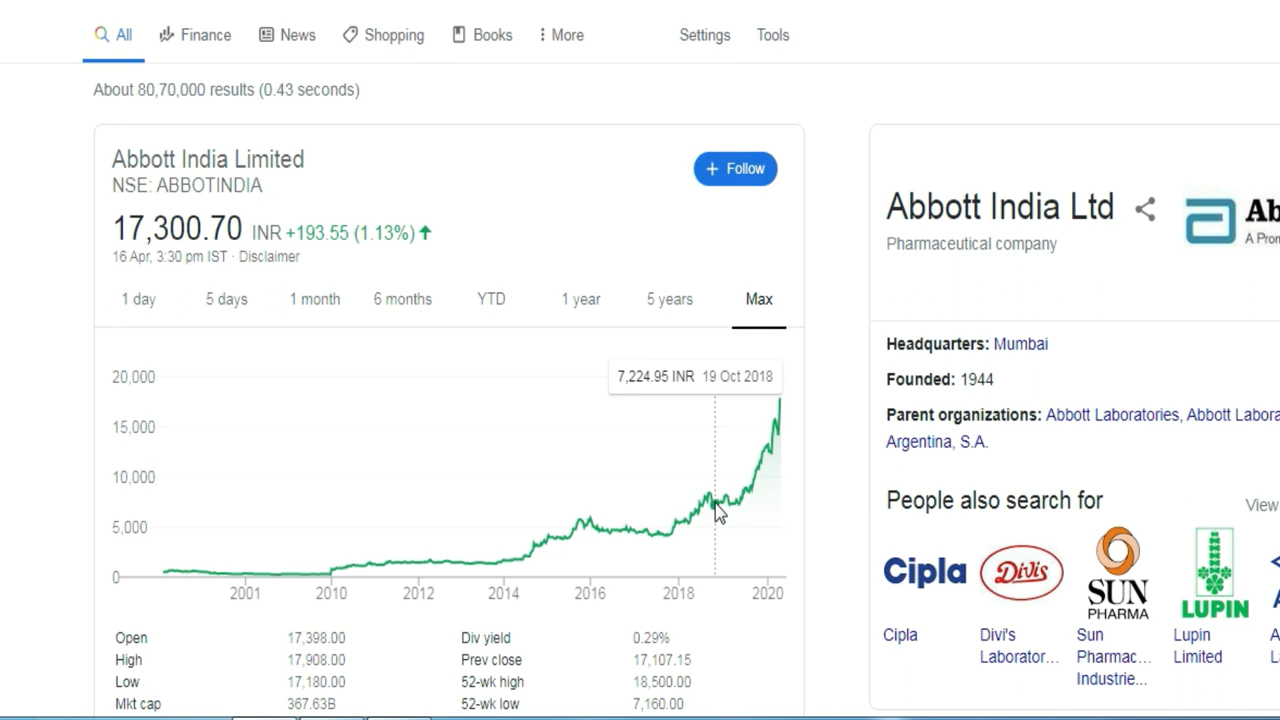 All Finance News Shopping Books More Settings Tools
About 80,70,000 results (0.43 seconds)
Abbott India Limited
NSE: ABBOTINDIA
+ Follow
17,300.70 INR +193.55 (1.13%)
16 Apr, 3:30 pm IST · Disclaimer
1 day 5 days 1 month 6 months YTD 1 year 5 years Max
7,224.95 INR 19 Oct 2018
20,000
15,000
10,000
5,000
0
2001 2010 2012 2014 2016 2018 2020
Open 17,398.00 Div yield 0.29%
High 17,908.00 Prev close 17,107.15
Low 17,180.00 52-wk high 18,500.00
Mkt cap 367.63B 52-wk low 7,160.00
Abbott India Ltd
Pharmaceutical company
Ab
A Pro
Headquarters: Mumbai
Founded: 1944
Parent organizations: Abbott Laboratories, Abbott Labora
Argentina, S.A.
People also search for
View
Cipla DiViS SUN PHARMA LUPIN
Cipla
Divi's
Laborator...
Sun
Pharmac...
Industrie...
Lupin
Limited